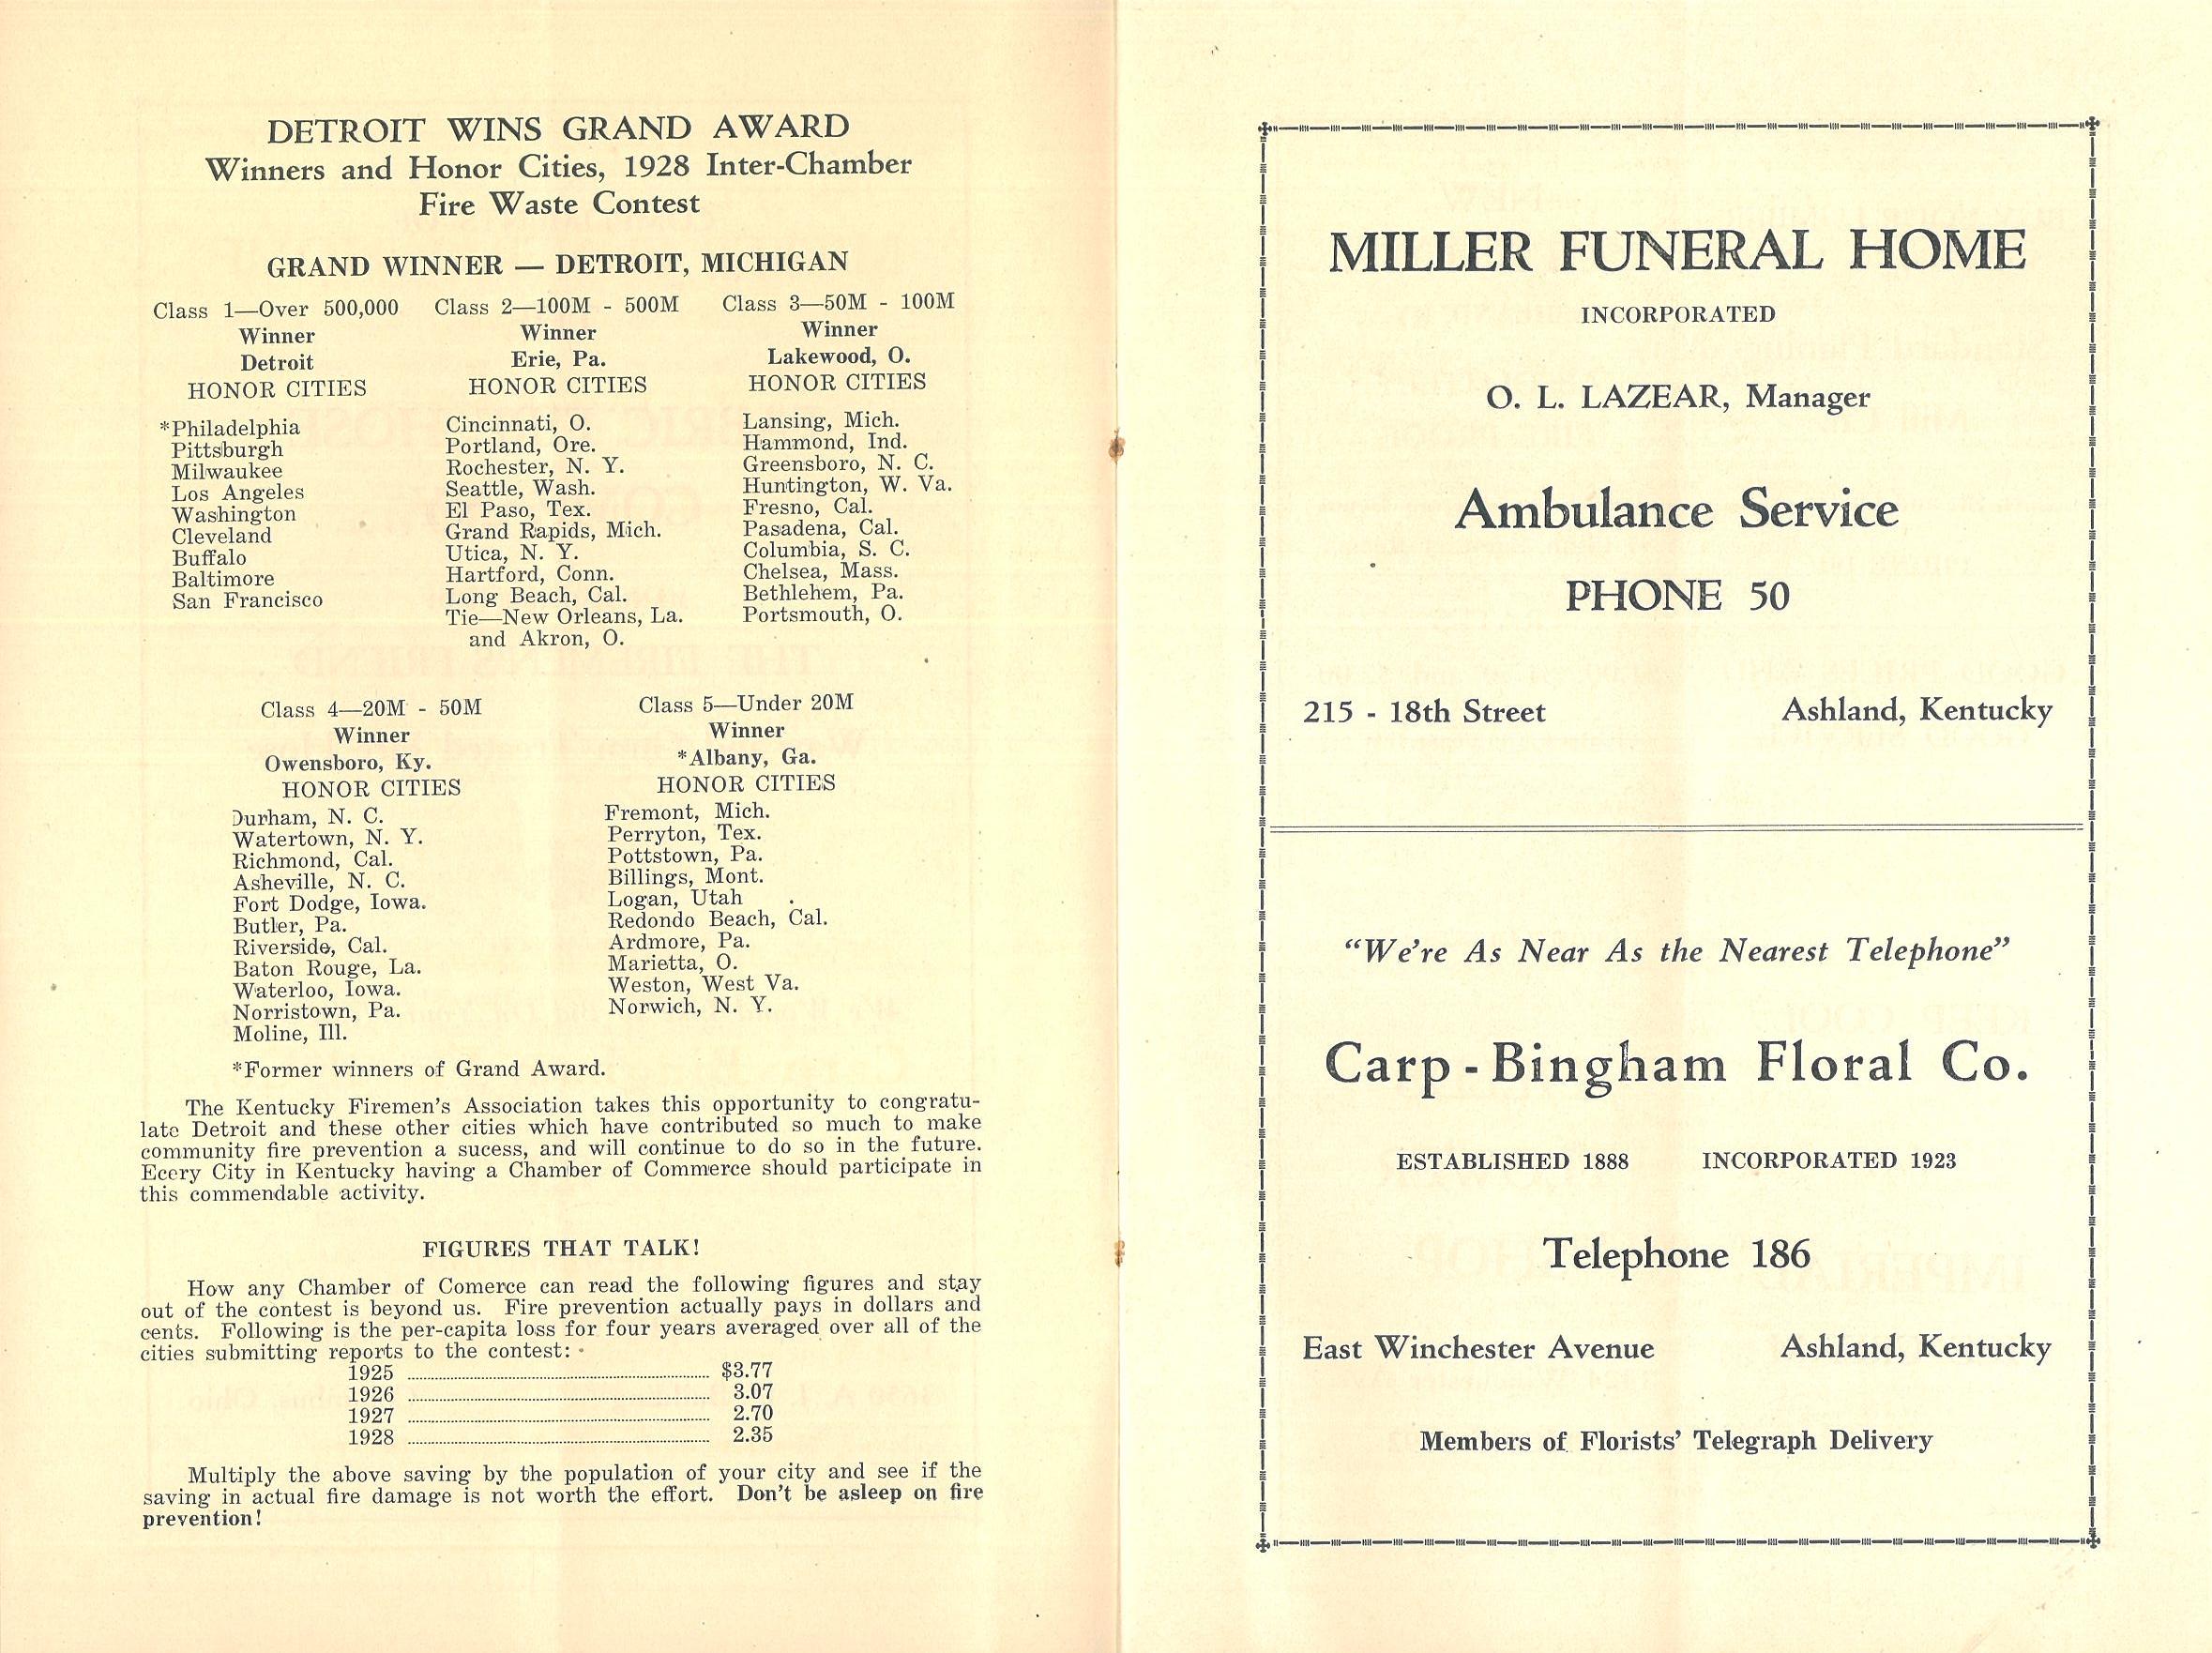 DETROIT WINS GRAND AWARD
Winners and Honor Cities, 1928 Inter-Chamber
Fire Waste Contest
GRAND WINNER — DETROIT, MICHIGAN
Class 1—Over 500,000
Winner
Detroit
HONOR CITIES
*Philadelphia
Pittsburgh
Milwaukee
Los Angeles
Washington
Cleveland
Buffalo
Baltimore
San Francisco
Class 2—100M - 500M
Winner
Erie, Pa.
HONOR CITIES
Cincinnati, O.
Portland, Ore.
Rochester, N. Y.
Seattle, Wash.
El Paso, Tex.
Grand Rapids, Mich.
Utica, N. Y.
Hartford, Conn.
Long Beach, Cal.
Tie—New Orleans, La.
and Akron, O.
Class 3—50M - 100M
Winner
Lakewood, O.
HONOR CITIES
Lansing, Mich.
Hammond, Ind.
Greensboro, N. C.
Huntington, W. Va.
Fresno, Cal.
Pasadena, Cal.
Columbia, S. C.
Chelsea, Mass.
Bethlehem, Pa.
Portsmouth, O.
Class 4—20M - 50M
Winner
Owensboro, Ky.
HONOR CITIES
Durham, N. C.
Watertown, N. Y.
Richmond, Cal.
Asheville, N. C.
Fort Dodge, Iowa.
Butler, Pa.
Riverside, Cal.
Baton Rouge, La.
Waterloo, Iowa.
Norristown, Pa.
Moline, Ill.
Class 5—Under 20M
Winner
*Albany, Ga.
HONOR CITIES
Fremont, Mich.
Perryton, Tex.
Pottstown, Pa.
Billings, Mont.
Logan, Utah
Redondo Beach, Cal.
Ardmore, Pa.
Marietta, O.
Weston, West Va.
Norwich, N. Y.
*Former winners of Grand Award.
The Kentucky Firemen's Association takes this opportunity to congratu-
late Detroit and these other cities which have contributed so much to make
community fire prevention a sucess, and will continue to do so in the future.
Ecery City in Kentucky having a Chamber of Commerce should participate in
this commendable activity.
FIGURES THAT TALK!
How any Chamber of Comerce can read the following figures and stay
out of the contest is beyond us. Fire prevention actually pays in dollars and
cents. Following is the per-capita loss for four years averaged over all of the
cities submitting reports to the contest:
1925 ........ $3.77
1926 ........ 3.07
1927 ........ 2.70
1928 ........ 2.35
Multiply the above saving by the population of your city and see if the
saving in actual fire damage is not worth the effort. Don't be asleep on fire
prevention!
MILLER FUNERAL HOME
INCORPORATED
O. L. LAZEAR, Manager
Ambulance Service
PHONE 50
215 - 18th Street Ashland, Kentucky
“We're As Near As the Nearest Telephone”
Carp - Bingham Floral Co.
ESTABLISHED 1888 INCORPORATED 1923
Telephone 186
East Winchester Avenue Ashland, Kentucky
Members of Florists' Telegraph Delivery